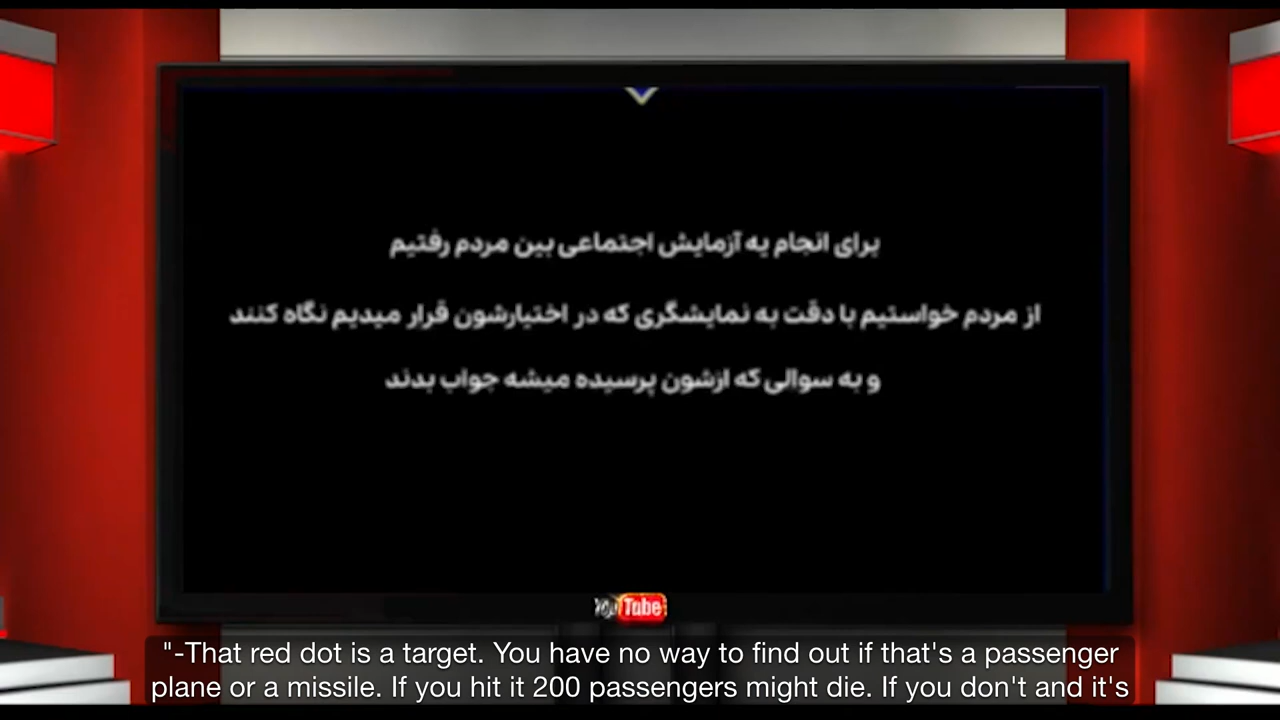 برای انجام یه آزمایش اجتماعی بین مردم رفتیم
از مردم خواستیم با دقت به نمایشگری که در اختیارشون قرار میدیم نگاه کنند
و به سوالی که ازشون پرسیده میشه جواب بدند
YouTube
"-That red dot is a target. You have no way to find out if that's a passenger
plane or a missile. If you hit it 200 passengers might die. If you don't and it's